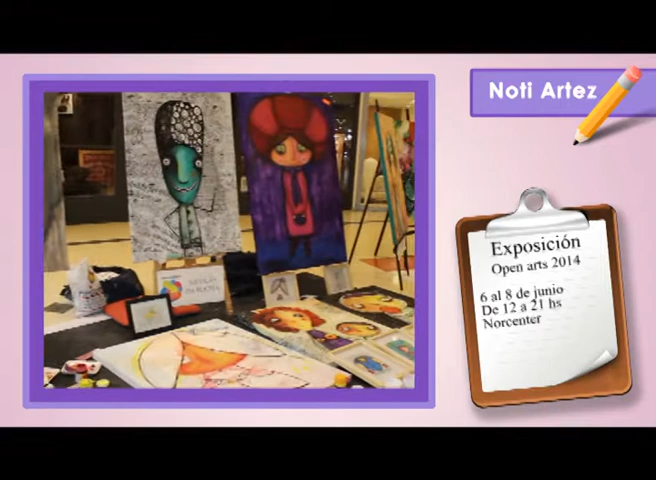 Noti Artez
Exposición
Open arts 2014
6 al 8 de junio
De 12 a 21 hs
Norcenter